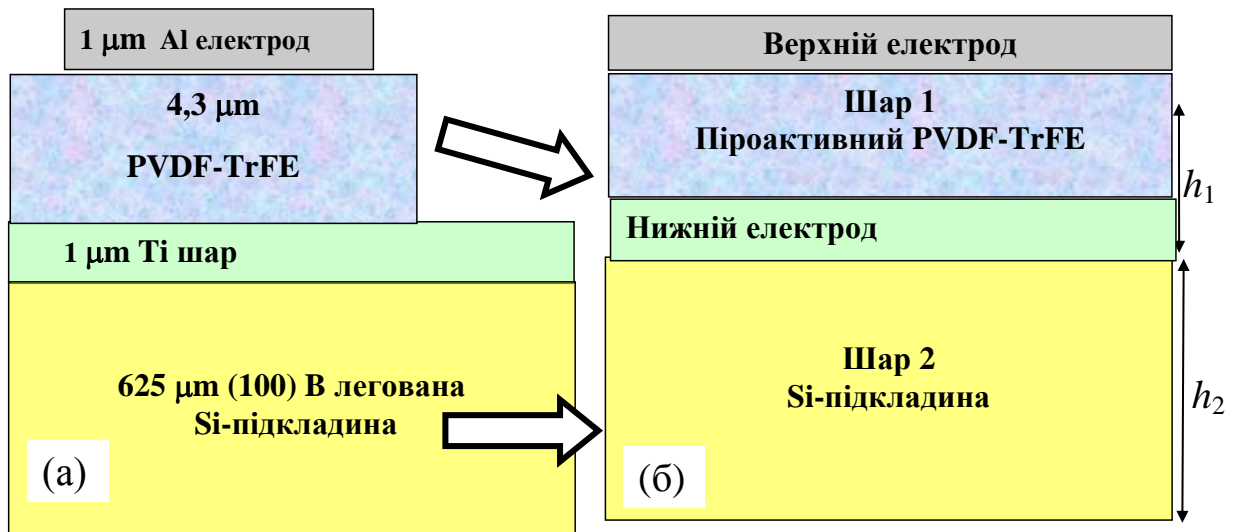 1 μm Al електрод
4,3 μm
PVDF-TrFE
1 μm Ti шар
625 μm (100) В легована
Si-підкладина
(а)
Верхній електрод
Шар 1
Піроактивний PVDF-TrFE
h1
Нижній електрод
Шар 2
Si-підкладина
h2
(б)